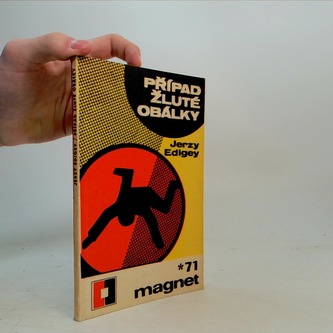 PŘÍPAD
ŽLUTÉ
OBÁLKY
Jerzy
Edigey
*71
magnet